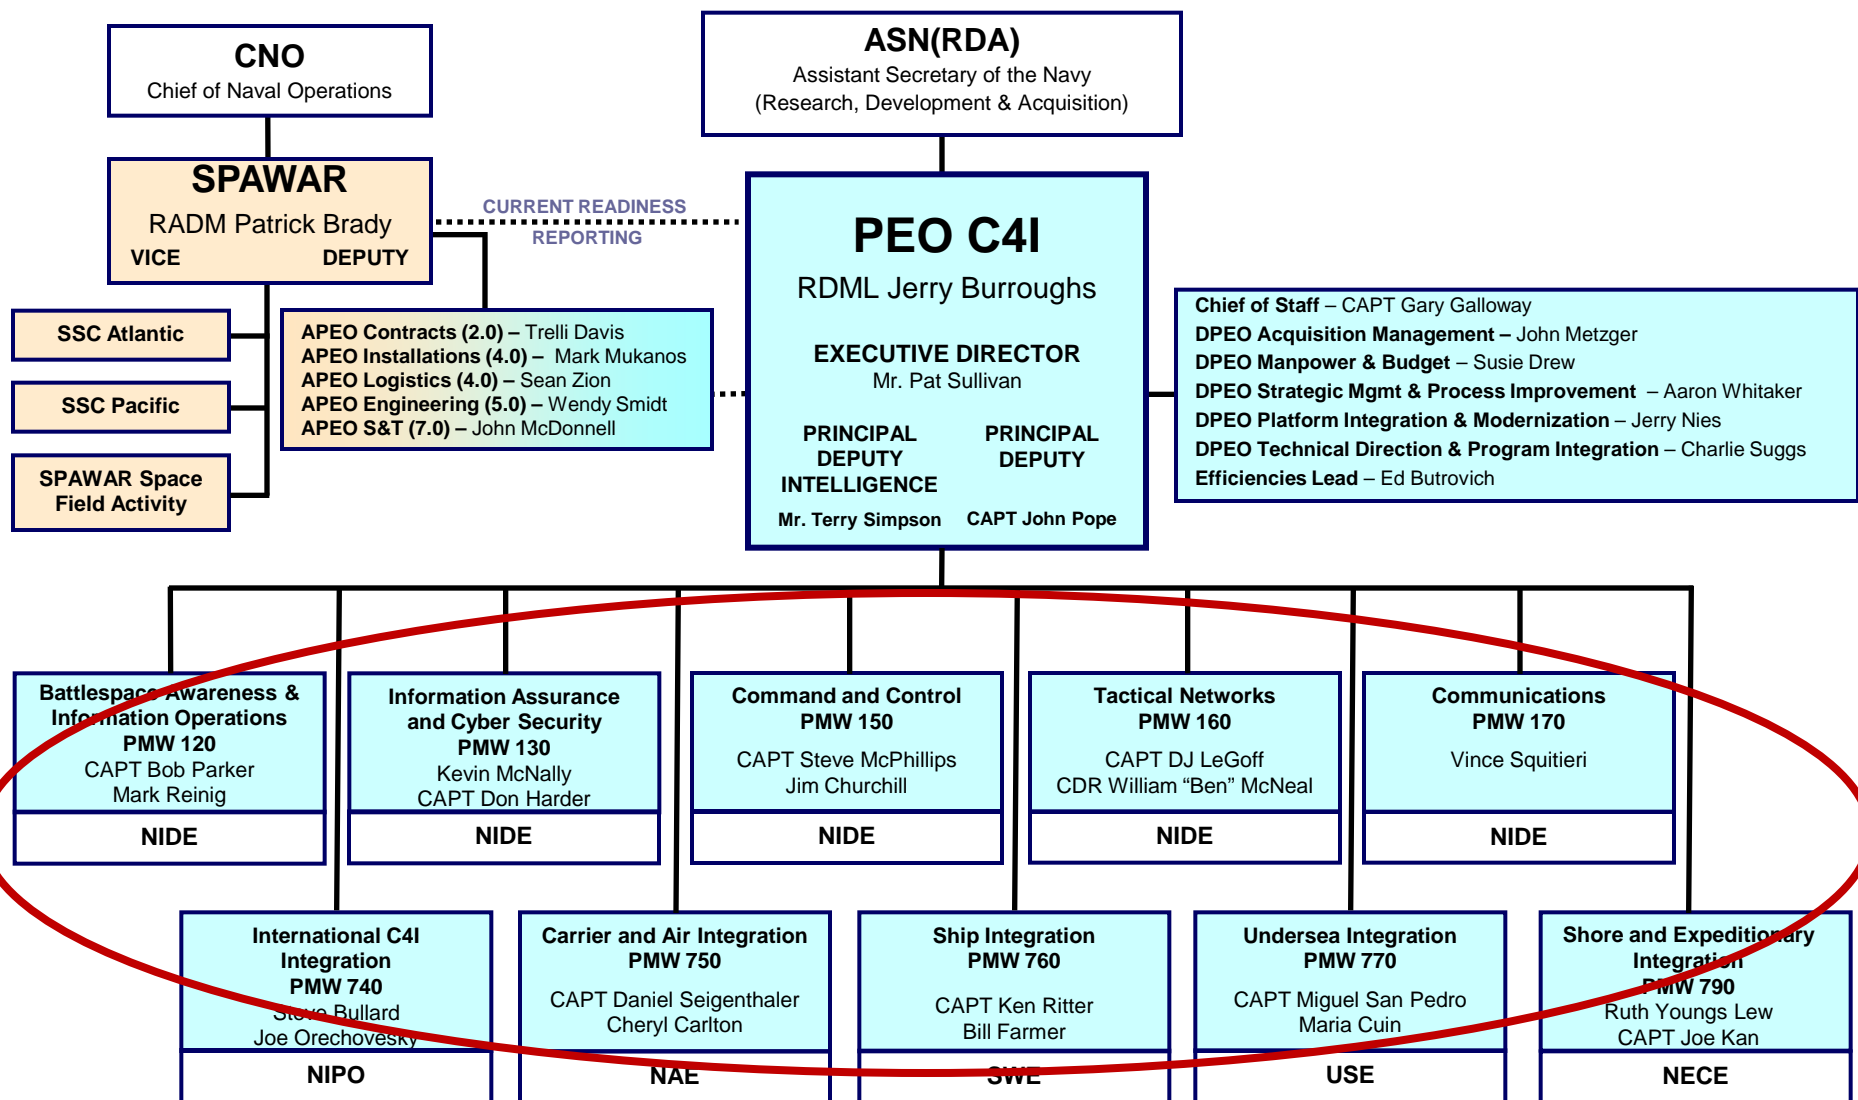 CNO
Chief of Naval Operations
ASN(RDA)
Assistant Secretary of the Navy
(Research, Development & Acquisition)
SPAWAR
RADM Patrick Brady
VICE DEPUTY
CURRENT READINESS
REPORTING
SSC Atlantic
SSC Pacific
SPAWAR Space
Field Activity
APEO Contracts (2.0) – Trelli Davis
APEO Installations (4.0) – Mark Mukanos
APEO Logistics (4.0) – Sean Zion
APEO Engineering (5.0) – Wendy Smidt
APEO S&T (7.0) – John McDonnell
PEO C4I
RDML Jerry Burroughs
EXECUTIVE DIRECTOR
Mr. Pat Sullivan
PRINCIPAL
DEPUTY
INTELLIGENCE
Mr. Terry Simpson
PRINCIPAL
DEPUTY
CAPT John Pope
Chief of Staff – CAPT Gary Galloway
DPEO Acquisition Management – John Metzger
DPEO Manpower & Budget – Susie Drew
DPEO Strategic Mgmt & Process Improvement – Aaron Whitaker
DPEO Platform Integration & Modernization – Jerry Nies
DPEO Technical Direction & Program Integration – Charlie Suggs
Efficiencies Lead – Ed Butrovich
Battlespace Awareness &
Information Operations
PMW 120
CAPT Bob Parker
Mark Reinig
NIDE
Information Assurance
and Cyber Security
PMW 130
Kevin McNally
CAPT Don Harder
NIDE
Command and Control
PMW 150
CAPT Steve McPhillips
Jim Churchill
NIDE
Tactical Networks
PMW 160
CAPT DJ LeGoff
CDR William “Ben” McNeal
NIDE
Communications
PMW 170
Vince Squitieri
NIDE
International C4I
Integration
PMW 740
Steve Bullard
Joe Orechovesky
NIPO
Carrier and Air Integration
PMW 750
CAPT Daniel Seigenthaler
Cheryl Carlton
NAE
Ship Integration
PMW 760
CAPT Ken Ritter
Bill Farmer
SWE
Undersea Integration
PMW 770
CAPT Miguel San Pedro
Maria Cuin
USE
Shore and Expeditionary
Integration
PMW 790
Ruth Youngs Lew
CAPT Joe Kan
NECE